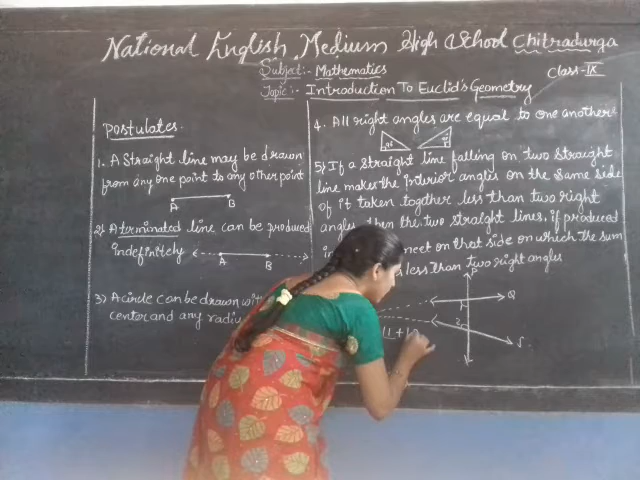 National English Medium High School Chitradurga
Subject:- Mathematics
Class- IX
Topic:- Introduction To Euclid's Geometry
Postulates.
1. A Straight line may be drawn
from any one point to any other point
A B
2) A terminated line can be produced
indefinitely
A B
3) A circle can be drawn wit
center and any radiu
4. All right angles are equal to one another
5) If a straight line falling on two straight
line makes the interior angles on the same side
of it taken together less than two right
angles then the two straight lines, if produced
in meet on that side on which the sum
less than two right angles
P
Q
1
2
S